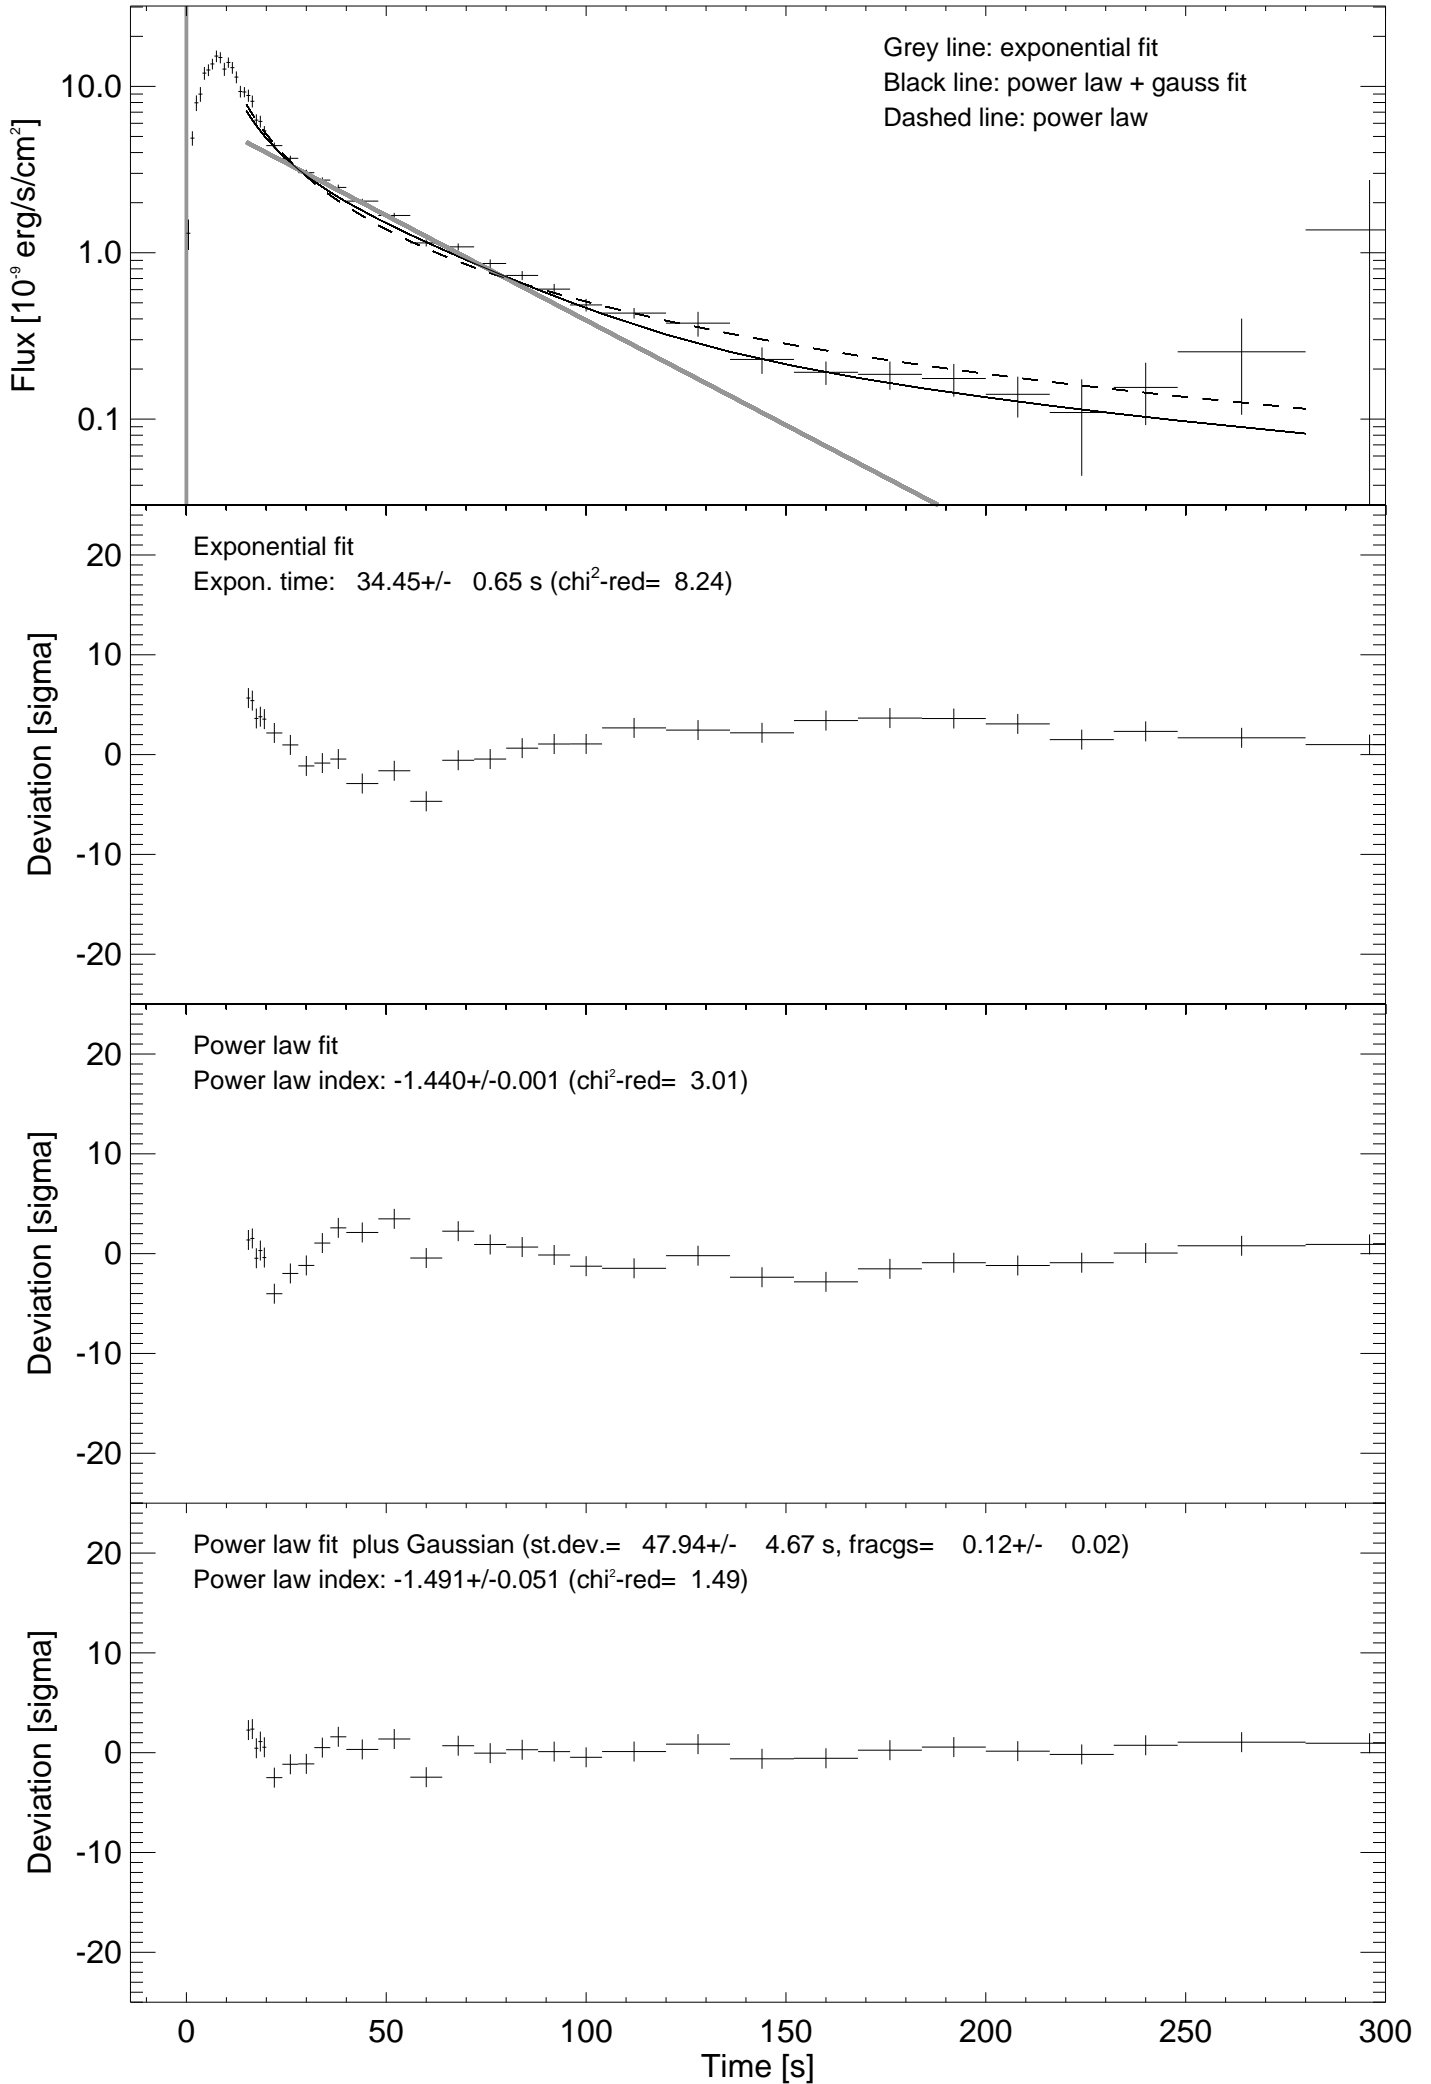 Grey line: exponential fit
Black line: power law + gauss fit
Dashed line: power law
Flux [10⁻⁹ erg/s/cm²]
10.0
1.0
0.1
Exponential fit
Expon. time: 34.45+/- 0.65 s (chi²-red= 8.24)
Deviation [sigma]
20
10
0
-10
-20
Power law fit
Power law index: -1.440+/-0.001 (chi²-red= 3.01)
Deviation [sigma]
20
10
0
-10
-20
Power law fit plus Gaussian (st.dev.= 47.94+/- 4.67 s, fracgs= 0.12+/- 0.02)
Power law index: -1.491+/-0.051 (chi²-red= 1.49)
Deviation [sigma]
20
10
0
-10
-20
0 50 100 150 200 250 300
Time [s]